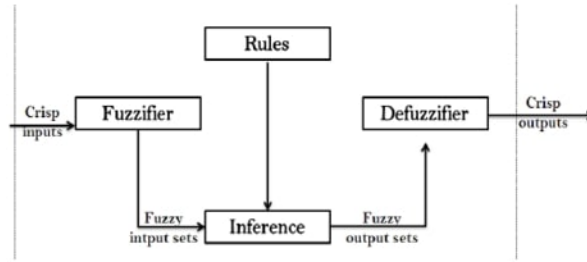 Rules
Crisp
inputs
Fuzzifier
Defuzzifier
Crisp
outputs
Fuzzy
intput sets
Inference
Fuzzy
output sets